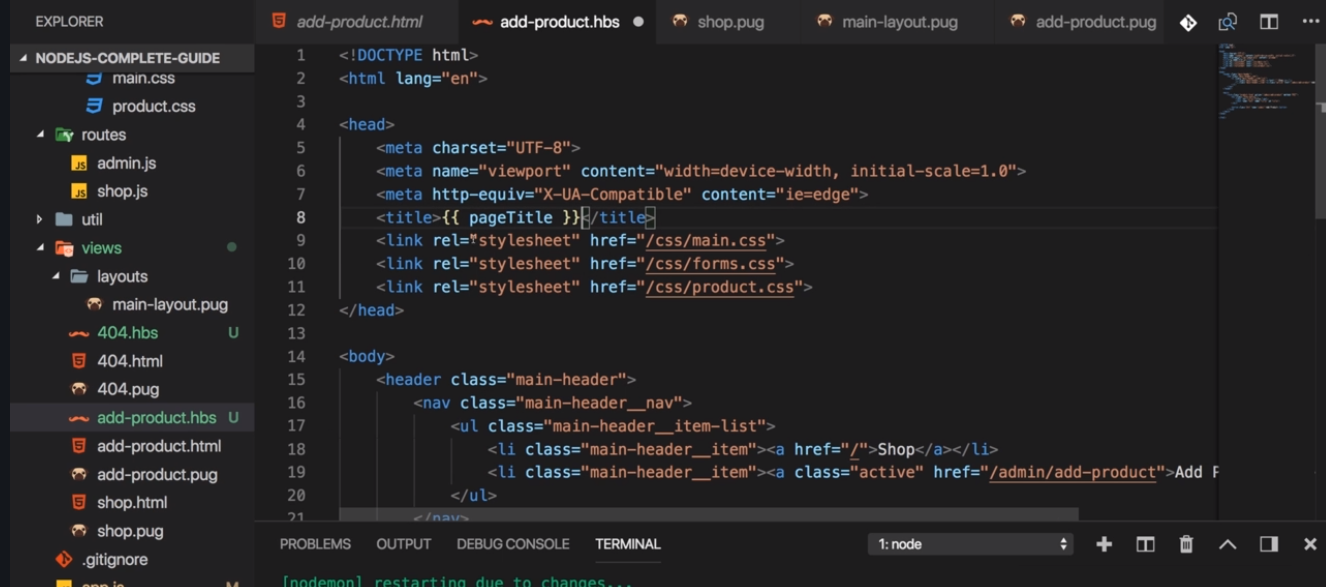 EXPLORER
NODEJS-COMPLETE-GUIDE
main.css
product.css
routes
admin.js
shop.js
util
views
layouts
main-layout.pug
404.hbs U
404.html
404.pug
add-product.hbs U
add-product.html
add-product.pug
shop.html
shop.pug
.gitignore
app.js M
add-product.html add-product.hbs shop.pug main-layout.pug add-product.pug
1 <!DOCTYPE html>
2 <html lang="en">
3
4 <head>
5 <meta charset="UTF-8">
6 <meta name="viewport" content="width=device-width, initial-scale=1.0">
7 <meta http-equiv="X-UA-Compatible" content="ie=edge">
8 <title>{{ pageTitle }}</title>
9 <link rel="stylesheet" href="/css/main.css">
10 <link rel="stylesheet" href="/css/forms.css">
11 <link rel="stylesheet" href="/css/product.css">
12 </head>
13
14 <body>
15 <header class="main-header">
16 <nav class="main-header__nav">
17 <ul class="main-header__item-list">
18 <li class="main-header__item"><a href="/">Shop</a></li>
19 <li class="main-header__item"><a class="active" href="/admin/add-product">Add P
20 </ul>
21 </nav>
PROBLEMS OUTPUT DEBUG CONSOLE TERMINAL 1: node
[nodemon] restarting due to changes...